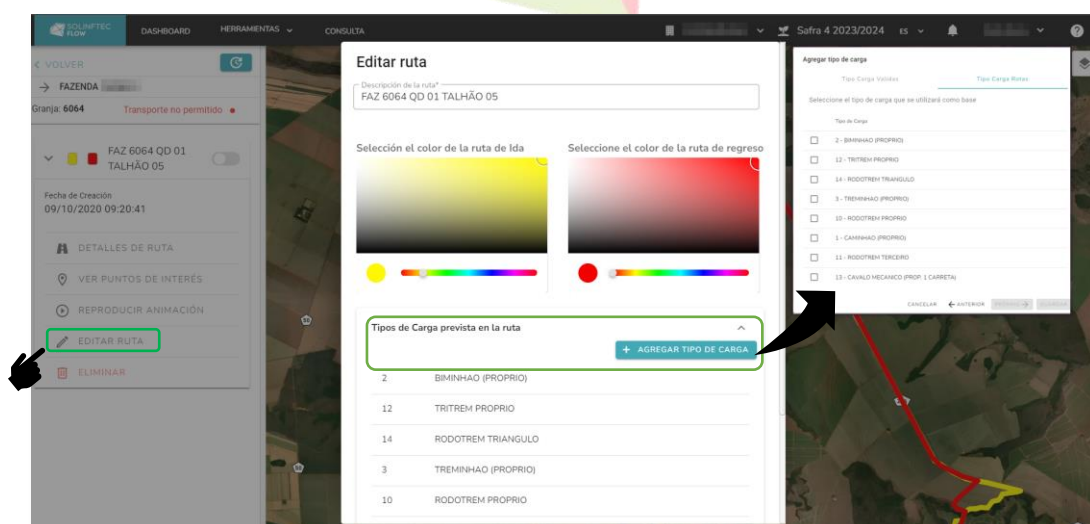 SOLINFTEC
FLOW
DASHBOARD
HERRAMIENTAS
CONSULTA
Safra 4 2023/2024
ES
VOLVER
FAZENDA
Granja: 6064
Transporte no permitido
FAZ 6064 QD 01
TALHÃO 05
Fecha de Creación
09/10/2020 09:20:41
DETALLES DE RUTA
VER PUNTOS DE INTERÉS
REPRODUCIR ANIMACIÓN
EDITAR RUTA
ELIMINAR
Editar ruta
Descripción de la ruta*
FAZ 6064 QD 01 TALHÃO 05
Selección el color de la ruta de Ida
Seleccione el color de la ruta de regreso
Tipos de Carga prevista en la ruta
+ AGREGAR TIPO DE CARGA
2 BIMINHAO (PROPRIO)
12 TRITREM PROPRIO
14 RODOTREM TRIANGULO
3 TREMINHAO (PROPRIO)
10 RODOTREM PROPRIO
Agregar tipo de carga
Tipo Carga Validas
Tipo Carga Rutas
Seleccione el tipo de carga que se utilizará como base
Tipo de Carga
2 - BIMINHAO (PROPRIO)
12 - TRITREM PROPRIO
14 - RODOTREM TRIANGULO
3 - TREMINHAO (PROPRIO)
10 - RODOTREM PROPRIO
1 - CAMINHAO (PROPRIO)
11 - RODOTREM TERCEIRO
13 - CAVALO MECANICO (PROP. 1 CARRETA)
CANCELAR
ANTERIOR